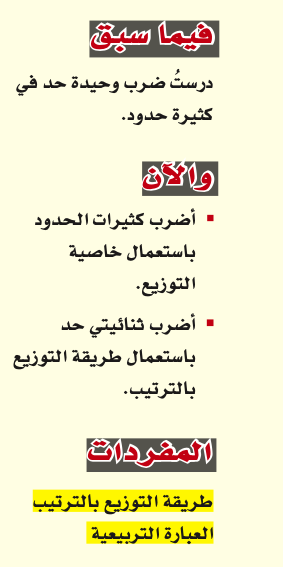 فيما سبق
درستُ ضرب وحيدة حد في
كثيرة حدود.
والآن
▪ أضرب كثيرات الحدود
باستعمال خاصية
التوزيع.
▪ أضرب ثنائيتي حد
باستعمال طريقة التوزيع
بالترتيب.
المفردات
طريقة التوزيع بالترتيب
العبارة التربيعية